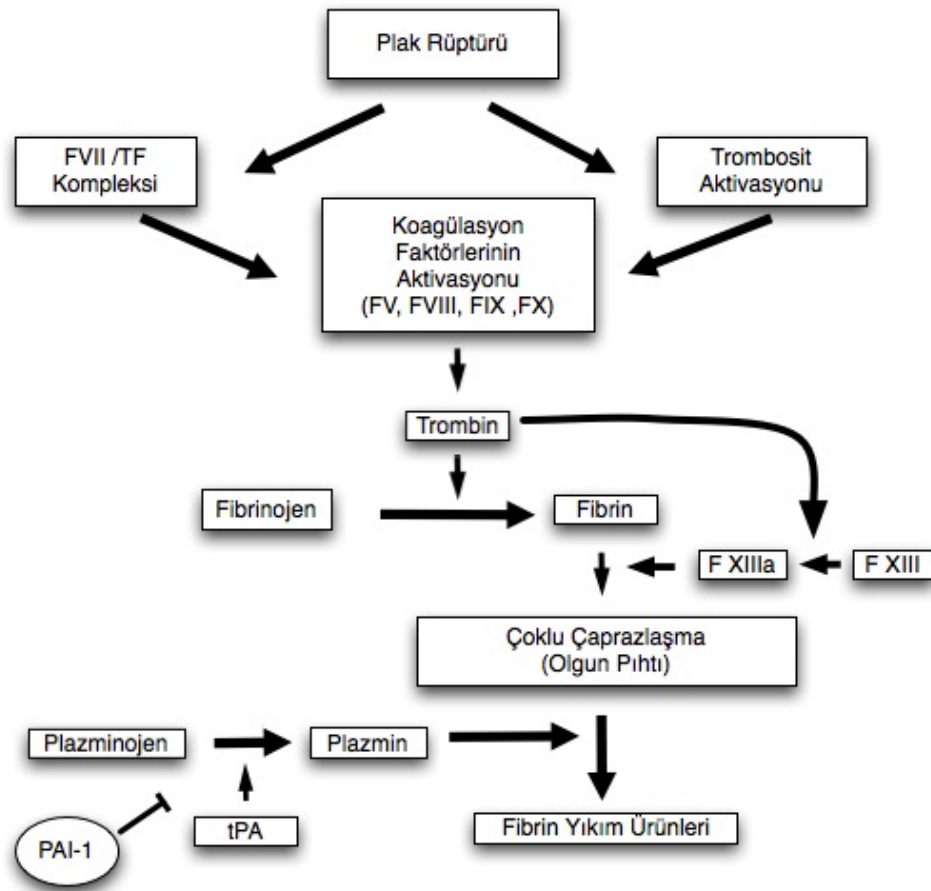 Plak Rüptürü
FVII /TF
Kompleksi
Trombosit
Aktivasyonu
Koagülasyon
Faktörlerinin
Aktivasyonu
(FV, FVIII, FIX ,FX)
Trombin
Fibrinojen
Fibrin
F XIIIa
F XIII
Çoklu Çaprazlaşma
(Olgun Pıhtı)
Plazminojen
Plazmin
PAI-1
tPA
Fibrin Yıkım Ürünleri